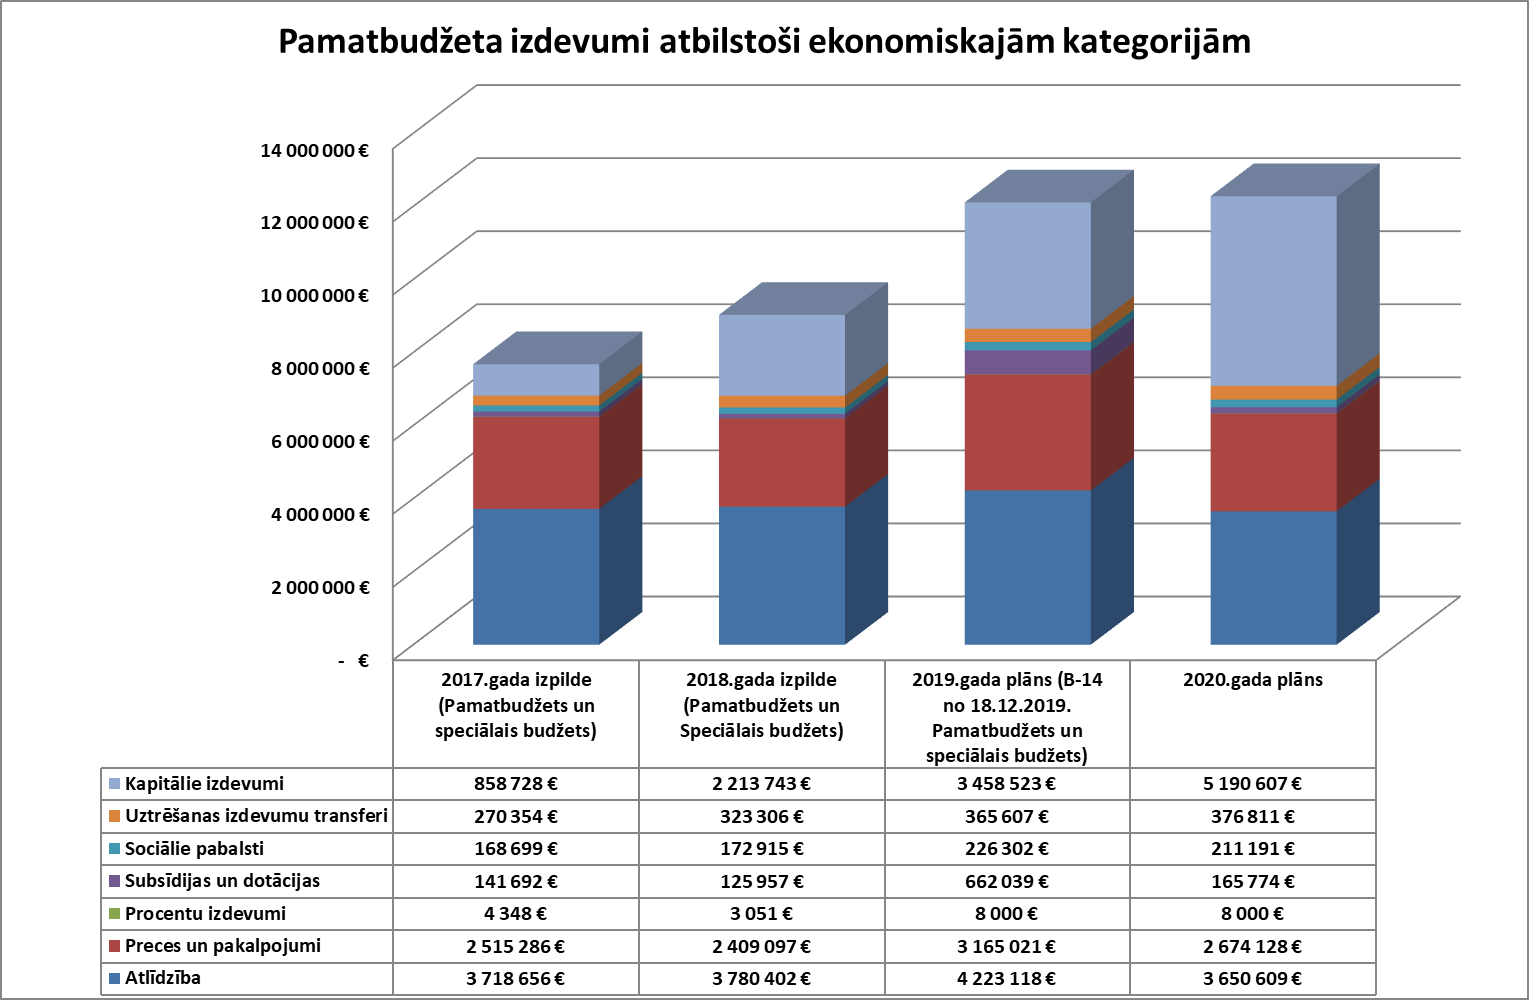 Pamatbudžeta izdevumi atbilstoši ekonomiskajām kategorijām
14 000 000 €
12 000 000 €
10 000 000 €
8 000 000 €
6 000 000 €
4 000 000 €
2 000 000 €
- €
2017.gada izpilde
(Pamatbudžets un
speciālais budžets)
2018.gada izpilde
(Pamatbudžets un
Speciālais budžets)
2019.gada plāns (B-14
no 18.12.2019.
Pamatbudžets un
speciālais budžets)
2020.gada plāns
Kapitālie izdevumi 858 728 € 2 213 743 € 3 458 523 € 5 190 607 €
Uztrēšanas izdevumu transferi 270 354 € 323 306 € 365 607 € 376 811 €
Sociālie pabalsti 168 699 € 172 915 € 226 302 € 211 191 €
Subsīdijas un dotācijas 141 692 € 125 957 € 662 039 € 165 774 €
Procentu izdevumi 4 348 € 3 051 € 8 000 € 8 000 €
Preces un pakalpojumi 2 515 286 € 2 409 097 € 3 165 021 € 2 674 128 €
Atlīdzība 3 718 656 € 3 780 402 € 4 223 118 € 3 650 609 €